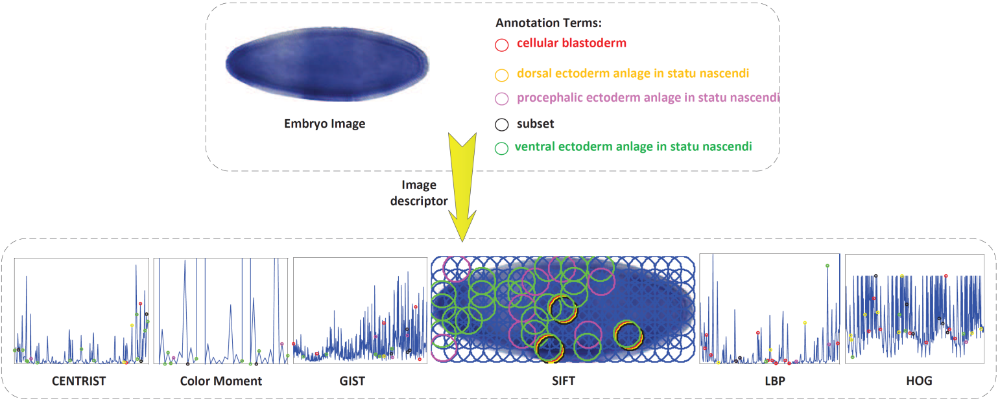 Annotation Terms:
cellular blastoderm
dorsal ectoderm anlage in statu nascendi
procephalic ectoderm anlage in statu nascendi
subset
ventral ectoderm anlage in statu nascendi
Embryo Image
Image
descriptor
CENTRIST
Color Moment
GIST
SIFT
LBP
HOG